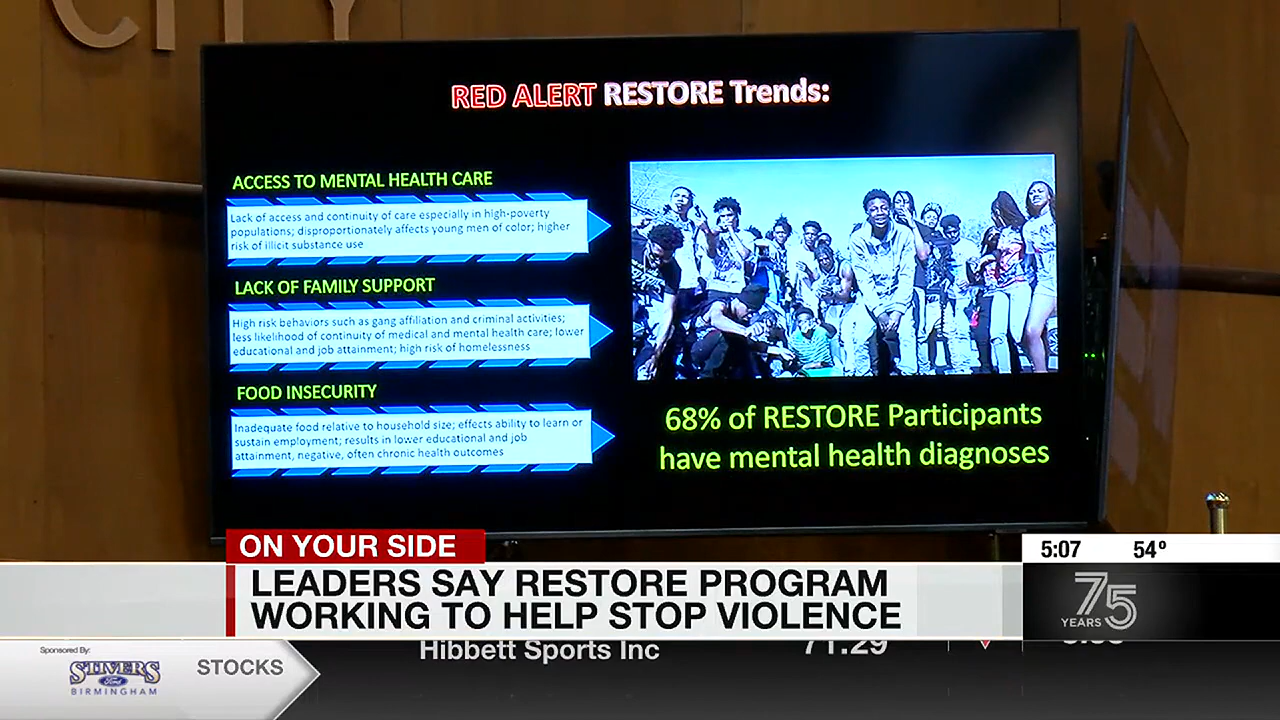 CITY
RED ALERT RESTORE Trends:
ACCESS TO MENTAL HEALTH CARE
Lack of access and continuity of care especially in high-poverty
populations; disproportionately affects young men of color; higher
risk of illicit substance use
LACK OF FAMILY SUPPORT
High risk behaviors such as gang affiliation and criminal activities;
less likelihood of continuity of medical and mental health care; lower
educational and job attainment; high risk of homelessness
FOOD INSECURITY
Inadequate food relative to household size; effects ability to learn or
sustain employment; results in lower educational and job
attainment, negative, often chronic health outcomes
68% of RESTORE Participants
have mental health diagnoses
ON YOUR SIDE
LEADERS SAY RESTORE PROGRAM
WORKING TO HELP STOP VIOLENCE
5:07 54°
75
YEARS
Sponsored By:
STIVERS
Ford
BIRMINGHAM
STOCKS
Hibbett Sports Inc 71.29